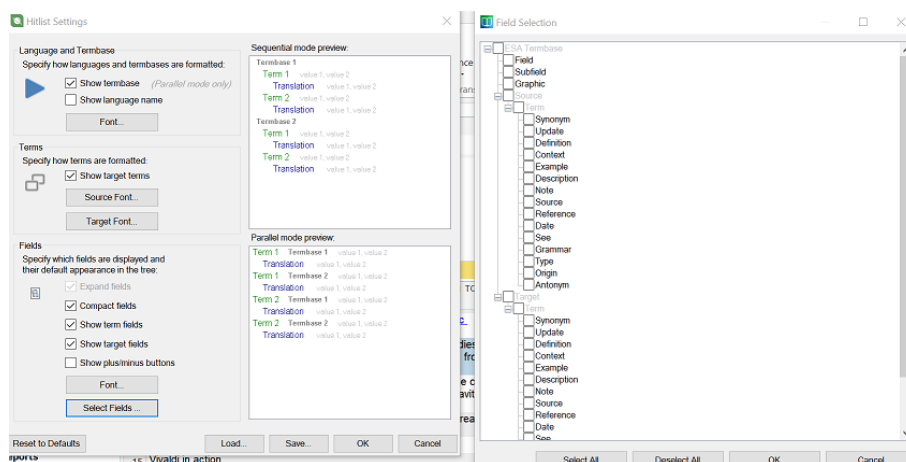 Hitlist Settings
Language and Termbase
Specify how languages and termbases are formatted:
Show termbase (Parallel mode only)
Show language name
Font...
Terms
Specify how terms are formatted:
Show target terms
Source Font...
Target Font...
Fields
Specify which fields are displayed and
their default appearance in the tree:
Expand fields
Compact fields
Show term fields
Show target fields
Show plus/minus buttons
Font...
Select Fields ...
Sequential mode preview:
Termbase 1
Term 1 value 1, value 2
Translation value 1, value 2
Term 2 value 1, value 2
Translation value 1, value 2
Termbase 2
Term 1 value 1, value 2
Translation value 1, value 2
Term 2 value 1, value 2
Translation value 1, value 2
Parallel mode preview:
Term 1 Termbase 1 value 1, value 2
Translation value 1, value 2
Term 1 Termbase 2 value 1, value 2
Translation value 1, value 2
Term 2 Termbase 1 value 1, value 2
Translation value 1, value 2
Term 2 Termbase 2 value 1, value 2
Translation value 1, value 2
Reset to Defaults
Load...
Save...
OK
Cancel
15 Vivaldi in action
Field Selection
ESA Termbase
Field
Subfield
Graphic
Source
Term
Synonym
Update
Definition
Context
Example
Description
Note
Source
Reference
Date
See
Grammar
Type
Origin
Antonym
Target
Term
Synonym
Update
Definition
Context
Example
Description
Note
Source
Reference
Date
See
Select All
Deselect All
OK
Cancel